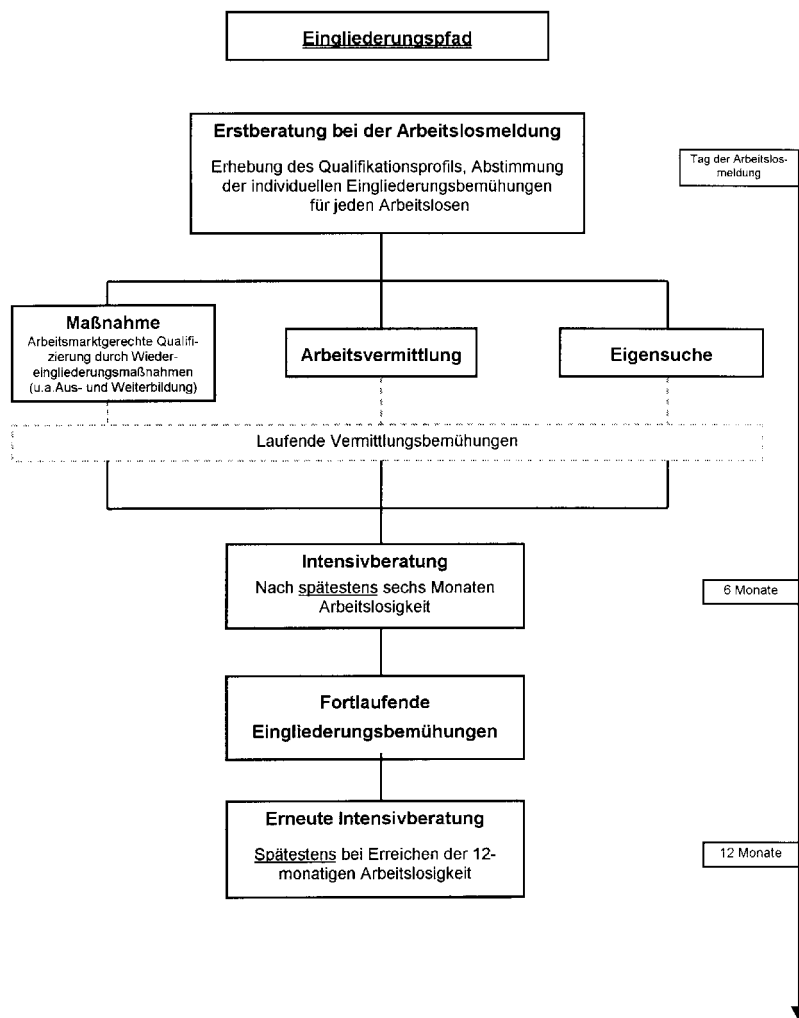 Eingliederungspfad
Erstberatung bei der Arbeitslosmeldung
Erhebung des Qualifikationsprofils, Abstimmung
der individuellen Eingliederungsbemühungen
für jeden Arbeitslosen
Tag der Arbeitslos-
meldung
Maßnahme
Arbeitsmarktgerechte Qualifi-
zierung durch Wieder-
eingliederungsmaßnahmen
(u.a.Aus- und Weiterbildung)
Arbeitsvermittlung
Eigensuche
Laufende Vermittlungsbemühungen
Intensivberatung
Nach spätestens sechs Monaten
Arbeitslosigkeit
6 Monate
Fortlaufende
Eingliederungsbemühungen
Erneute Intensivberatung
Spätestens bei Erreichen der 12-
monatigen Arbeitslosigkeit
12 Monate